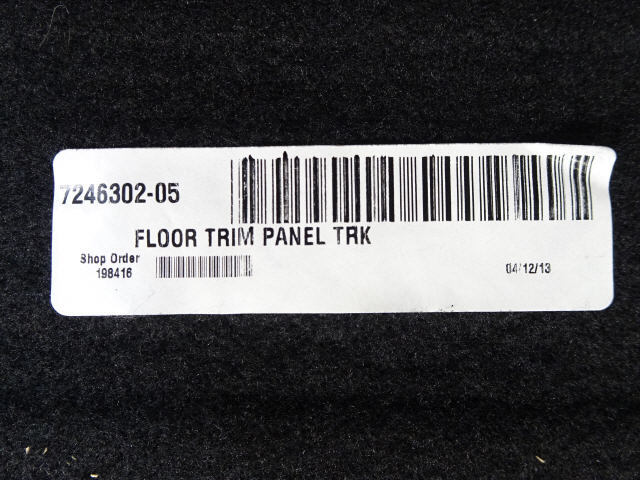 7246302-05
FLOOR TRIM PANEL TRK
Shop Order
198416
04/12/13